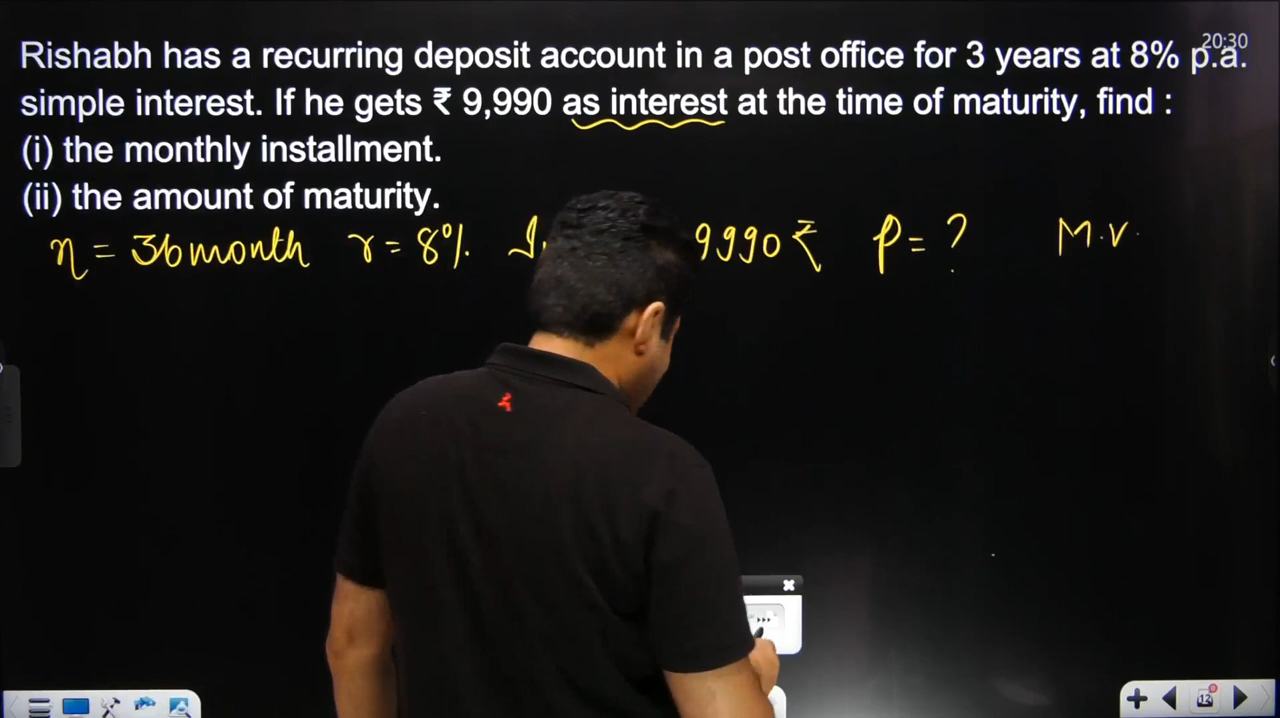 20:30
Rishabh has a recurring deposit account in a post office for 3 years at 8% p.a.
simple interest. If he gets ₹ 9,990 as interest at the time of maturity, find :
(i) the monthly installment.
(ii) the amount of maturity.
n = 36 month r = 8% 9990 ₹ P = ? M.V.
12